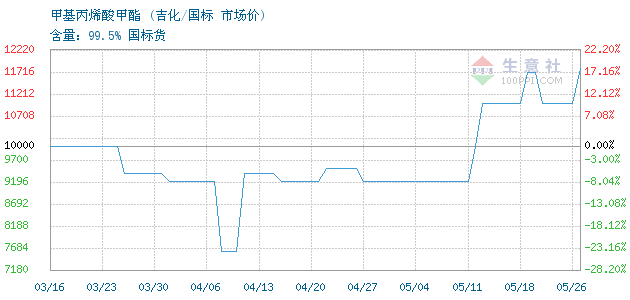 甲基丙烯酸甲酯 (吉化/国标 市场价)
含量: 99.5% 国标货
生意社
100PPI.COM
12220 22.20%
11716 17.16%
11212 12.12%
10708 7.08%
10000 0.00%
9700 -3.00%
9196 -8.04%
8692 -13.08%
8188 -18.12%
7684 -23.16%
7180 -28.20%
03/16 03/23 03/30 04/06 04/13 04/20 04/27 05/04 05/11 05/18 05/26